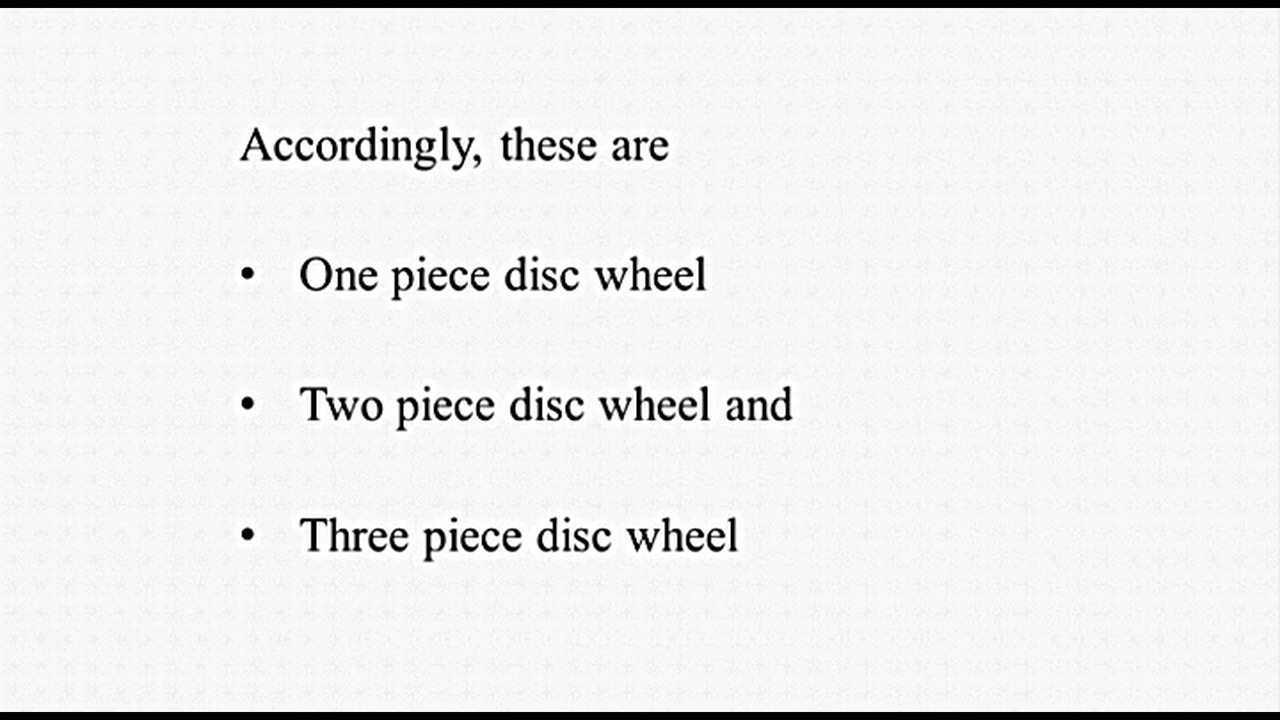 Accordingly, these are
• One piece disc wheel
• Two piece disc wheel and
• Three piece disc wheel